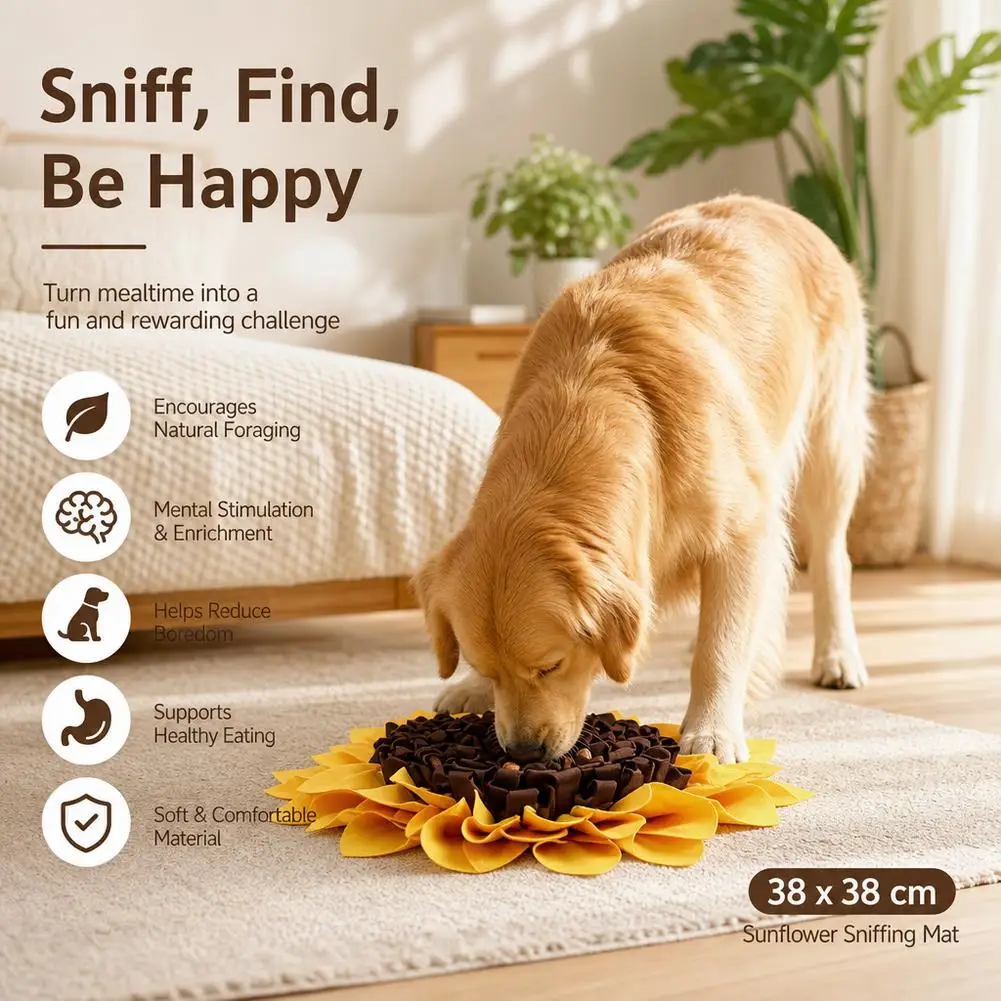 Sniff, Find,
Be Happy
Turn mealtime into a
fun and rewarding challenge
Encourages
Natural Foraging
Mental Stimulation
& Enrichment
Helps Reduce
Boredom
Supports
Healthy Eating
Soft & Comfortable
Material
38 x 38 cm
Sunflower Sniffing Mat